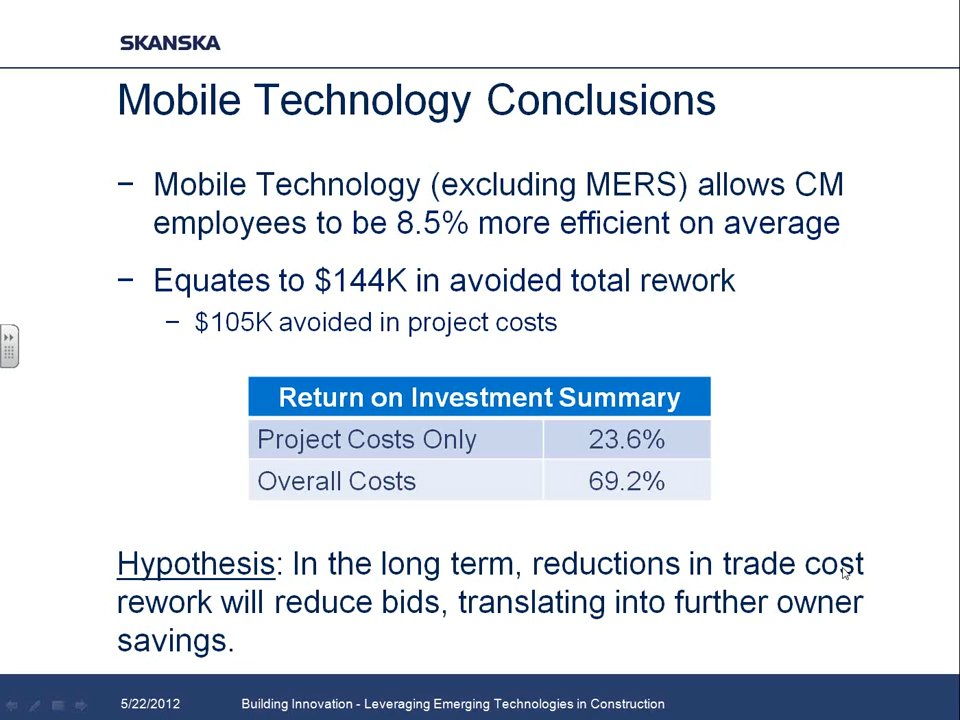 SKANSKA
Mobile Technology Conclusions
− Mobile Technology (excluding MERS) allows CM
employees to be 8.5% more efficient on average
− Equates to $144K in avoided total rework
− $105K avoided in project costs
Return on Investment Summary
Project Costs Only 23.6%
Overall Costs 69.2%
Hypothesis: In the long term, reductions in trade cost
rework will reduce bids, translating into further owner
savings.
5/22/2012 Building Innovation - Leveraging Emerging Technologies in Construction